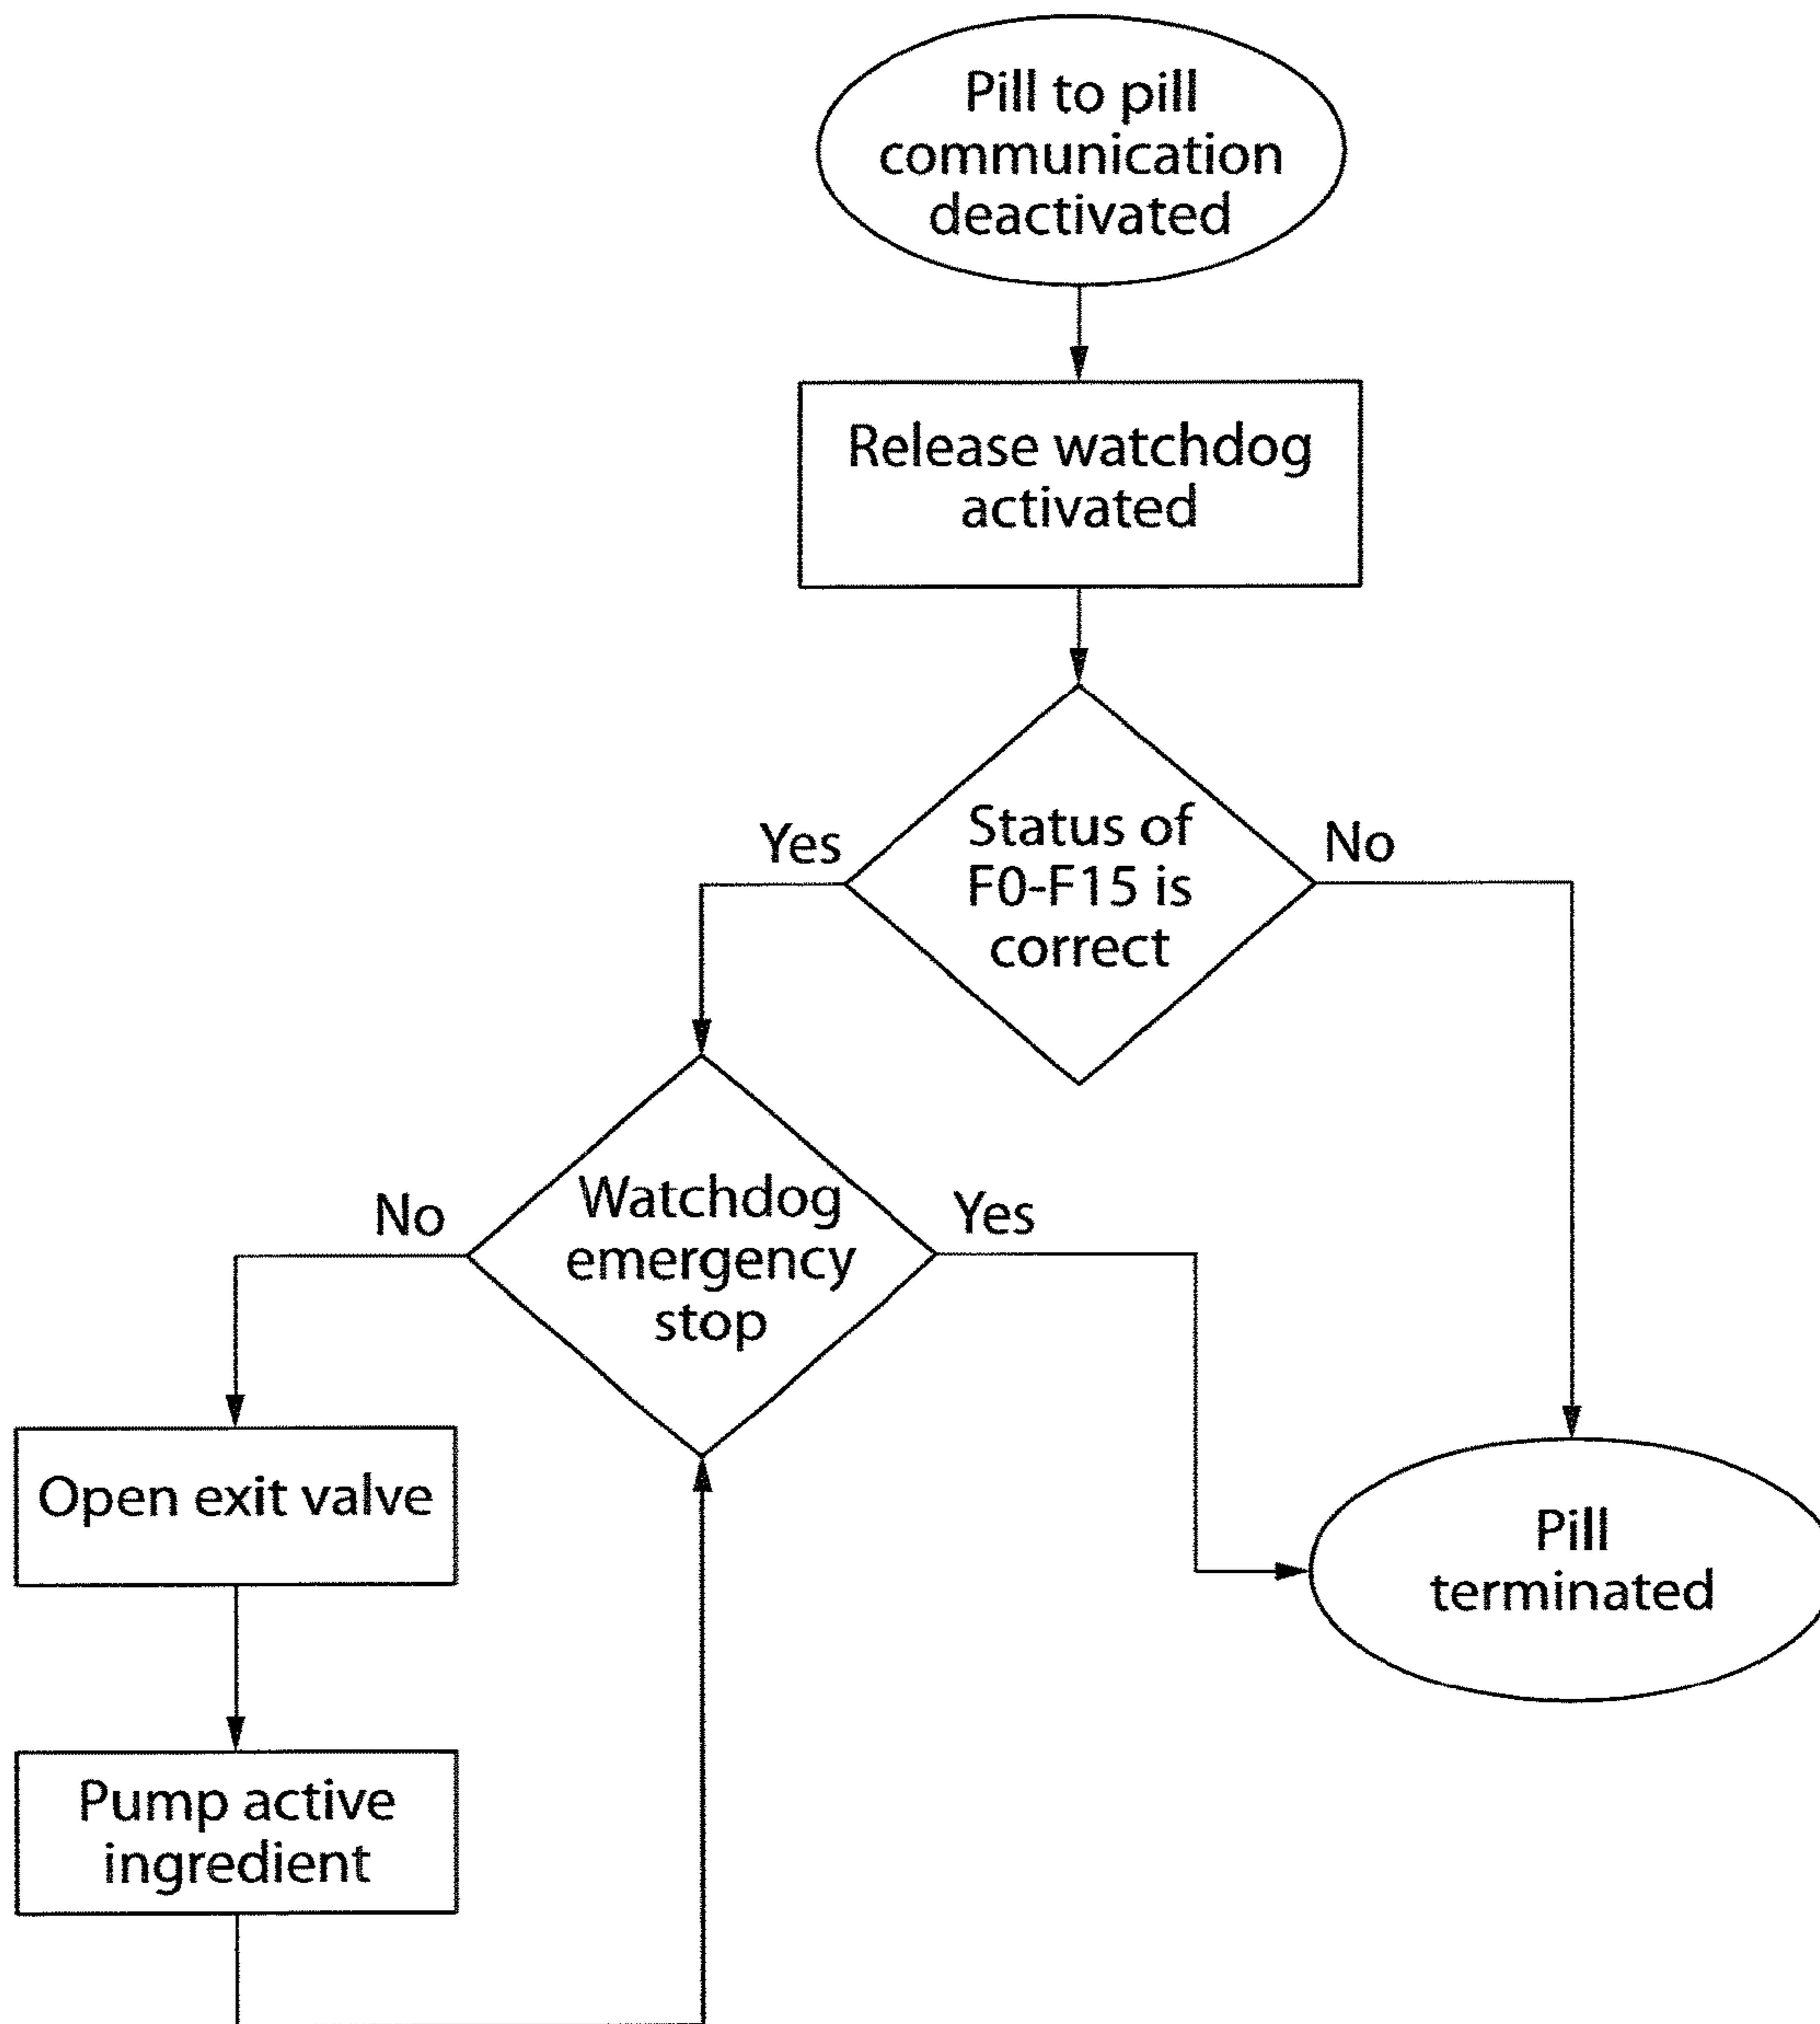 Pill to pill
communication
deactivated
Release watchdog
activated
Status of
F0-F15 is
correct
Yes
No
Watchdog
emergency
stop
No
Yes
Open exit valve
Pill
terminated
Pump active
ingredient